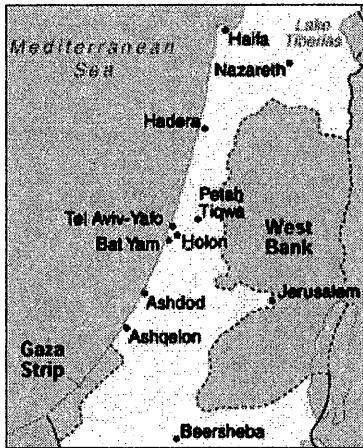 Mediterranean
Sea
Haifa
Lake
Tiberias
Nazareth
Hadera
Petah
Tiqwa
Tel Aviv-Yafo
Bat Yam
Holon
West
Bank
Jerusalem
Ashdod
Ashqelon
Gaza
Strip
Beersheba